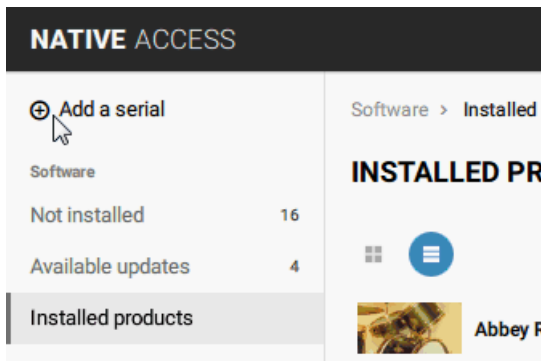 NATIVE ACCESS
Add a serial
Software > Installed
Software
INSTALLED PR
Not installed 16
Available updates 4
Installed products
Abbey R